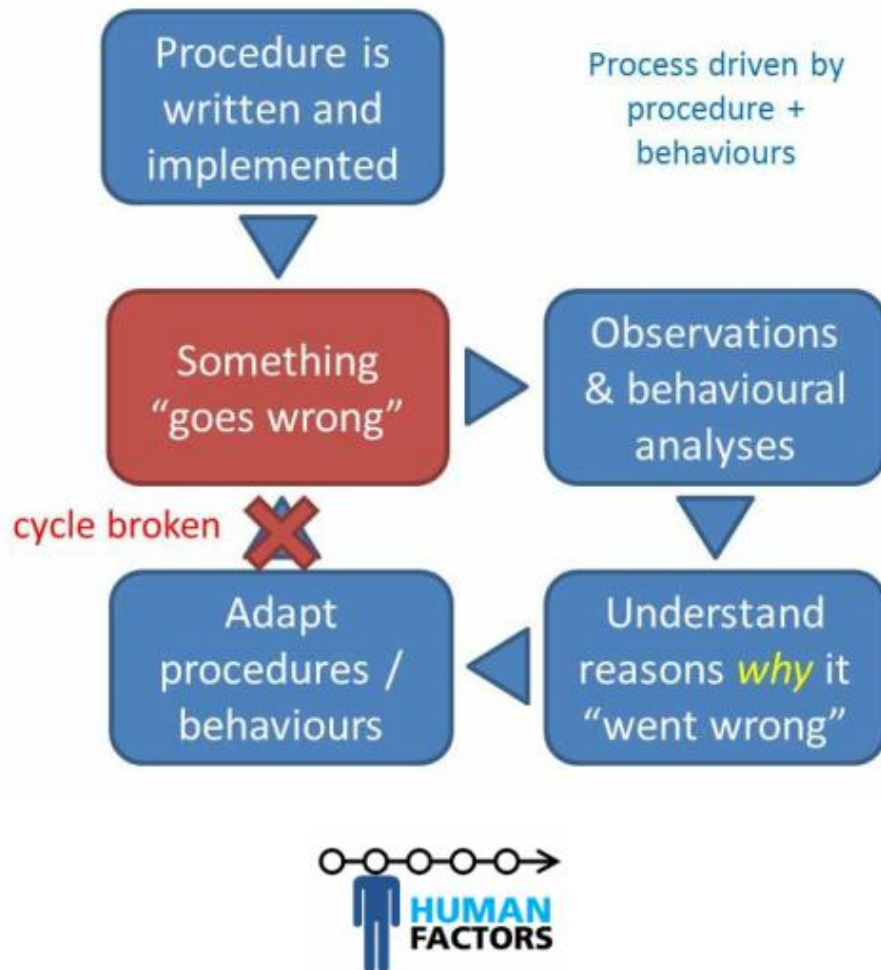 Procedure is
written and
implemented
Process driven by
procedure +
behaviours
Something
“goes wrong”
Observations
& behavioural
analyses
cycle broken
Adapt
procedures /
behaviours
Understand
reasons why it
“went wrong”
HUMAN
FACTORS